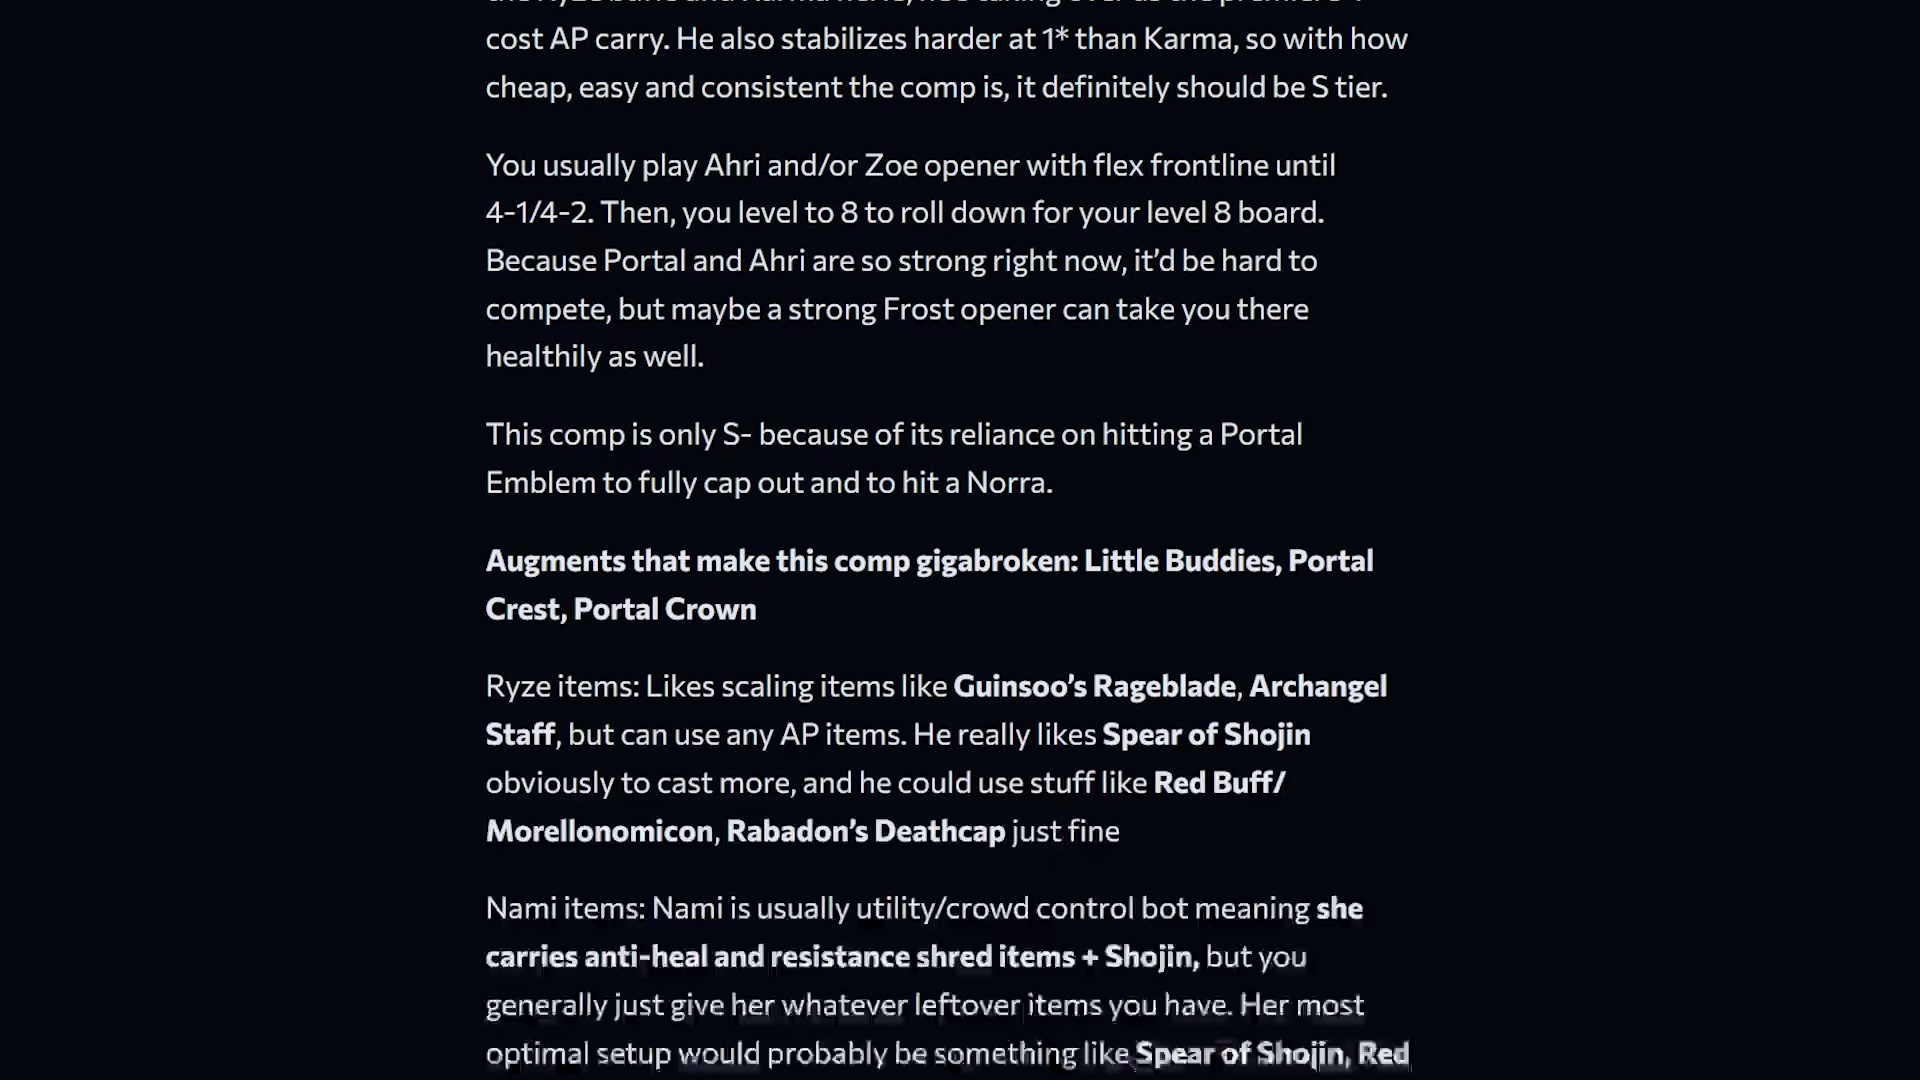 cost AP carry. He also stabilizes harder at 1* than Karma, so with how
cheap, easy and consistent the comp is, it definitely should be S tier.
You usually play Ahri and/or Zoe opener with flex frontline until
4-1/4-2. Then, you level to 8 to roll down for your level 8 board.
Because Portal and Ahri are so strong right now, it’d be hard to
compete, but maybe a strong Frost opener can take you there
healthily as well.
This comp is only S- because of its reliance on hitting a Portal
Emblem to fully cap out and to hit a Norra.
Augments that make this comp gigabroken: Little Buddies, Portal
Crest, Portal Crown
Ryze items: Likes scaling items like Guinsoo’s Rageblade, Archangel
Staff, but can use any AP items. He really likes Spear of Shojin
obviously to cast more, and he could use stuff like Red Buff/
Morellonomicon, Rabadon’s Deathcap just fine
Nami items: Nami is usually utility/crowd control bot meaning she
carries anti-heal and resistance shred items + Shojin, but you
generally just give her whatever leftover items you have. Her most
optimal setup would probably be something like Spear of Shojin, Red